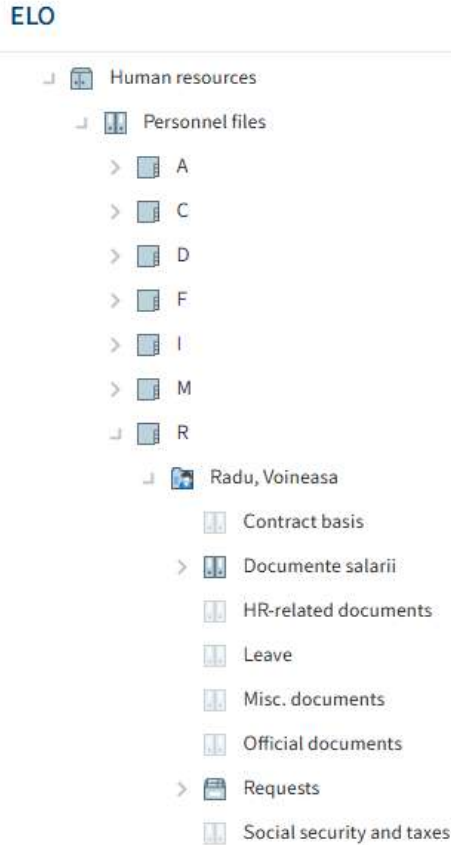 ELO
Human resources
Personnel files
A
C
D
F
I
M
R
Radu, Voineasa
Contract basis
Documente salarii
HR-related documents
Leave
Misc. documents
Official documents
Requests
Social security and taxes